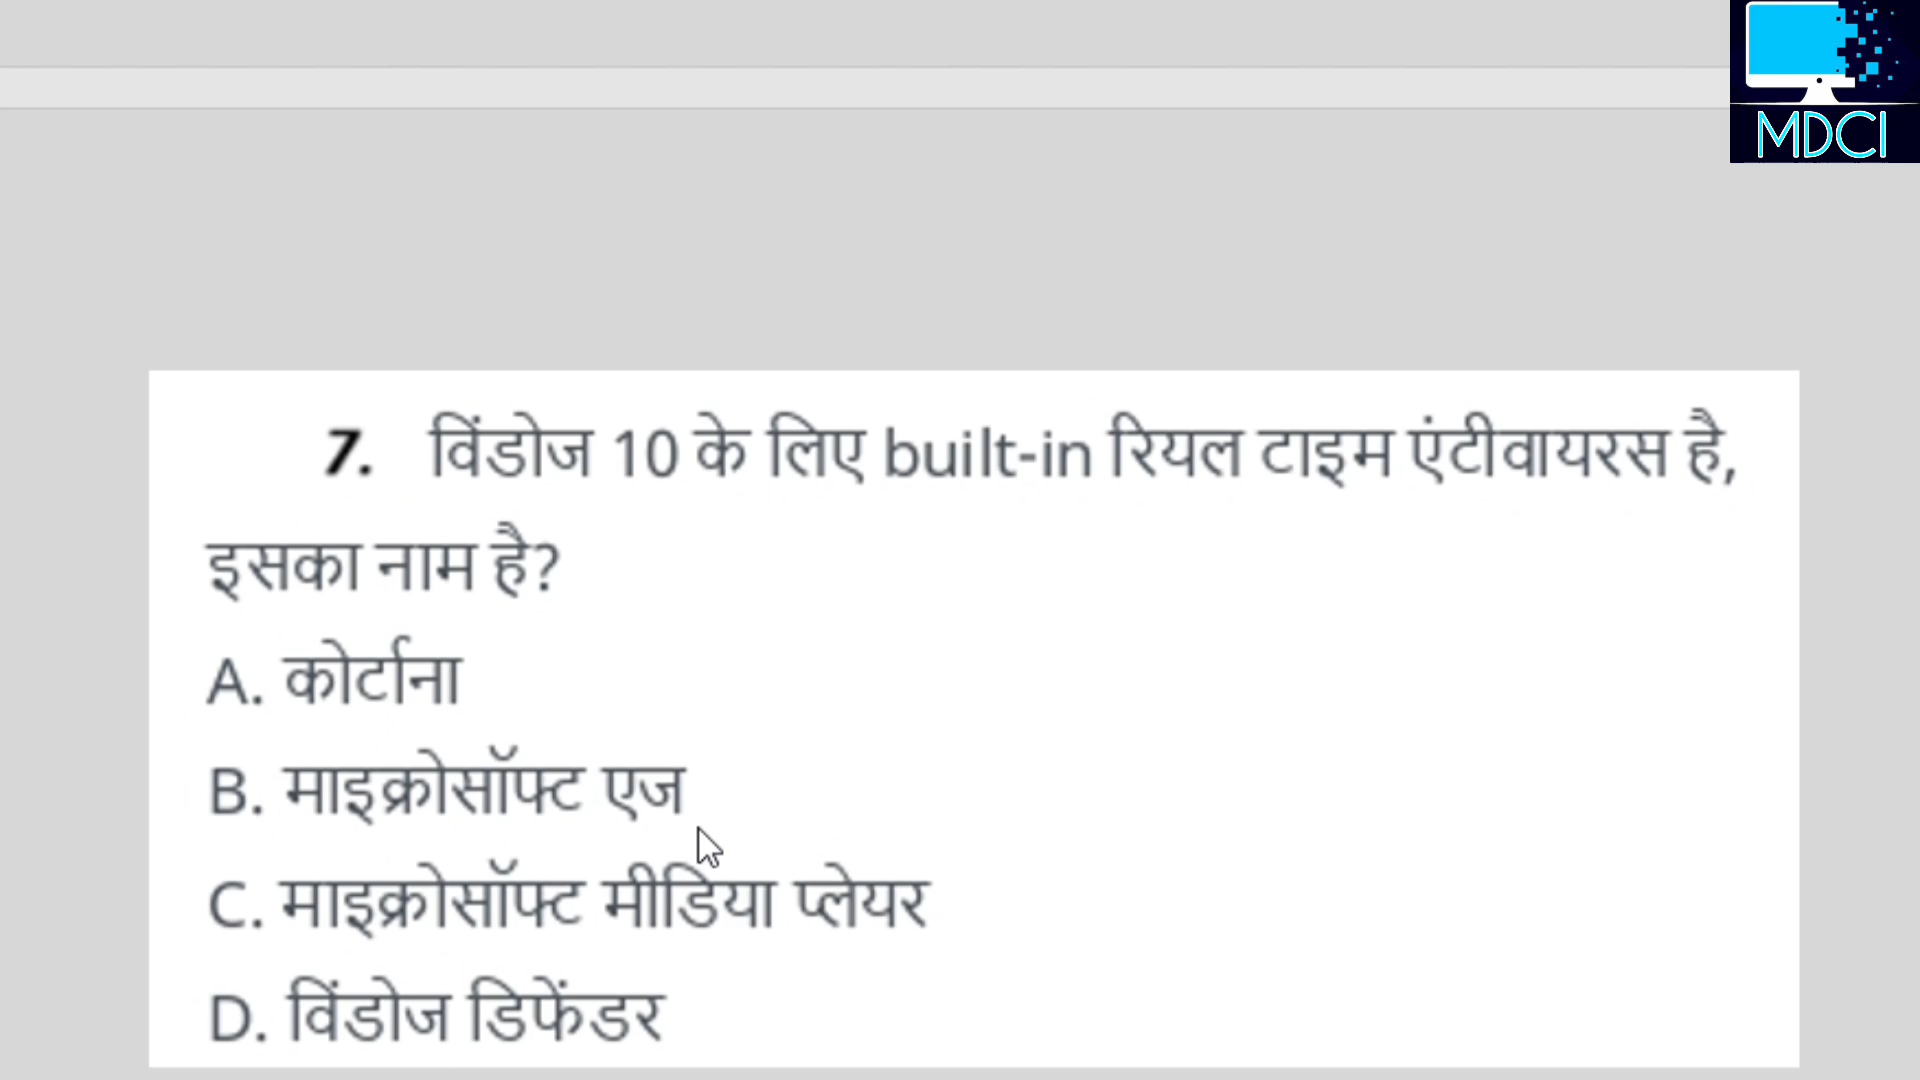 MDCI
7. विंडोज 10 के लिए built-in रियल टाइम एंटीवायरस है,
इसका नाम है?
A. कोर्टाना
B. माइक्रोसॉफ्ट एज
C. माइक्रोसॉफ्ट मीडिया प्लेयर
D. विंडोज डिफेंडर